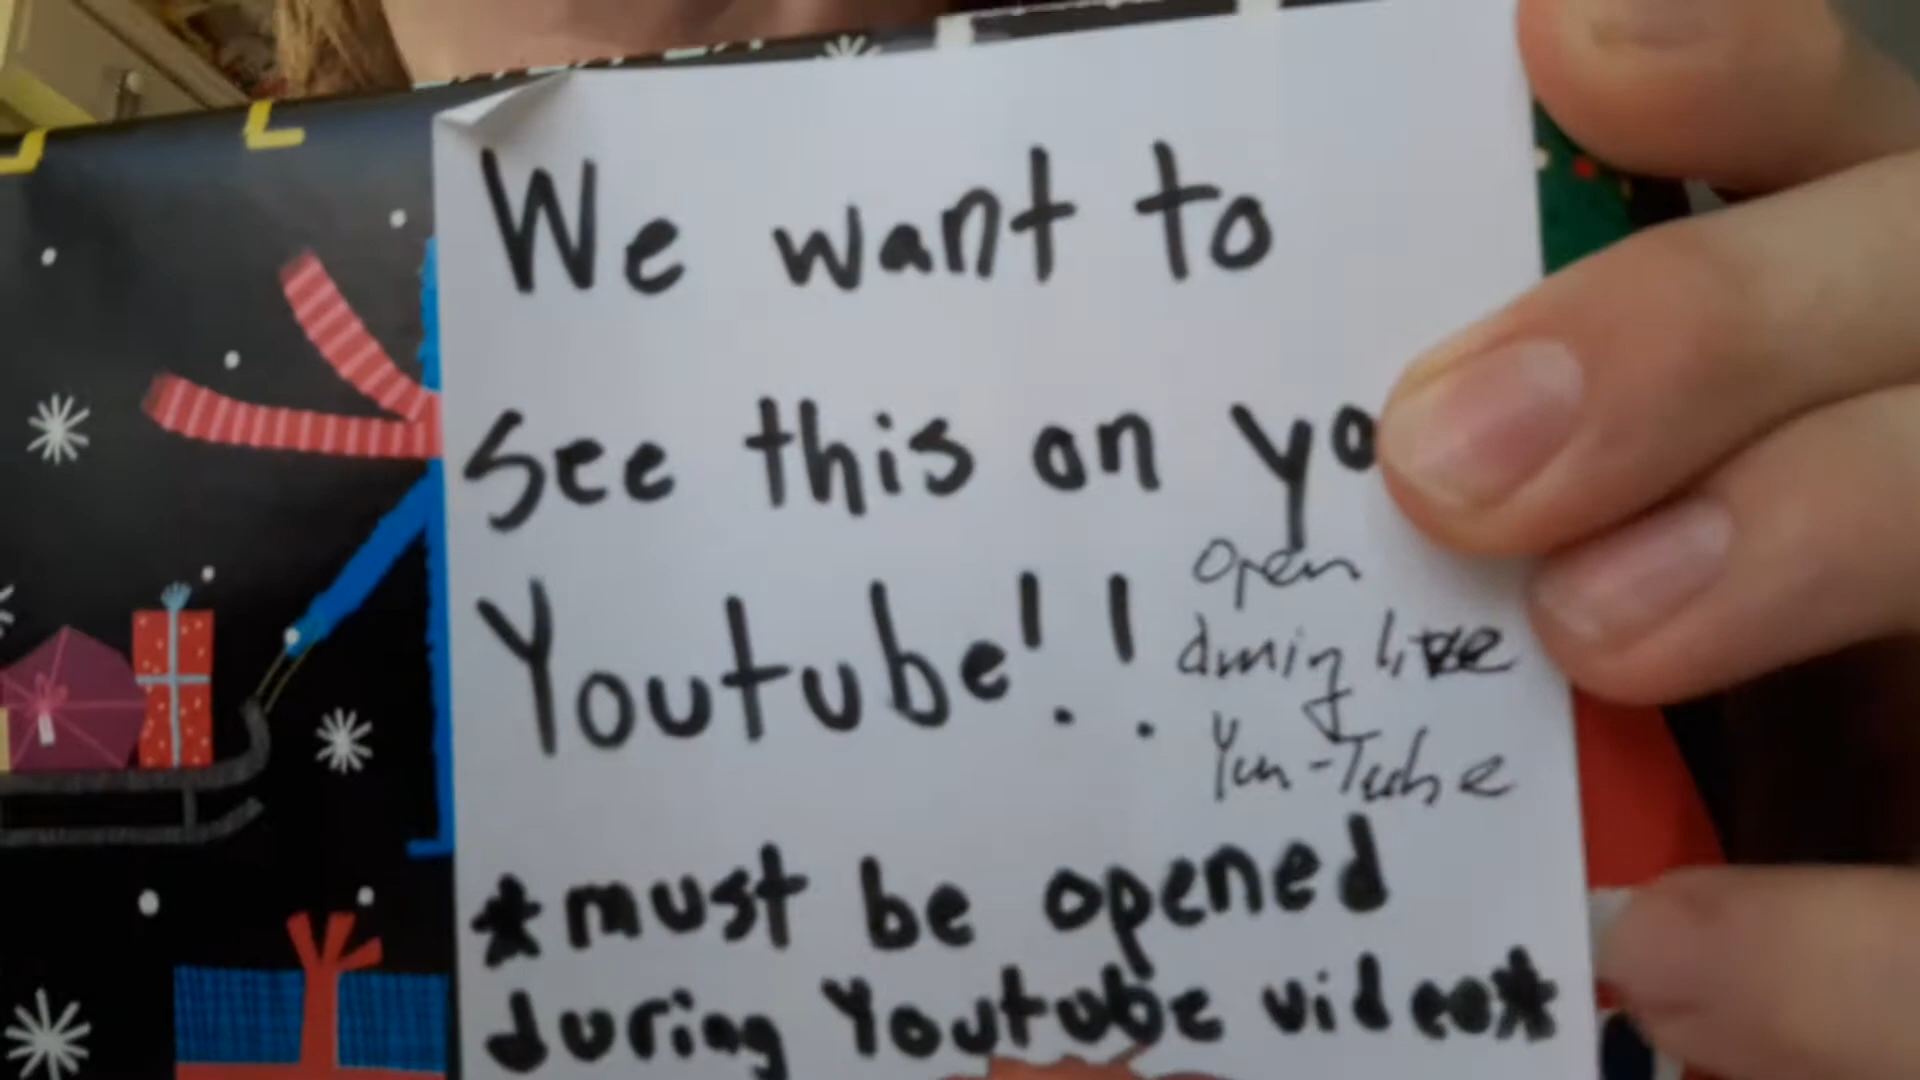 We want to
See this on yo
Youtube!!
Open
during live
You-Tube
*must be opened
during Youtube video*